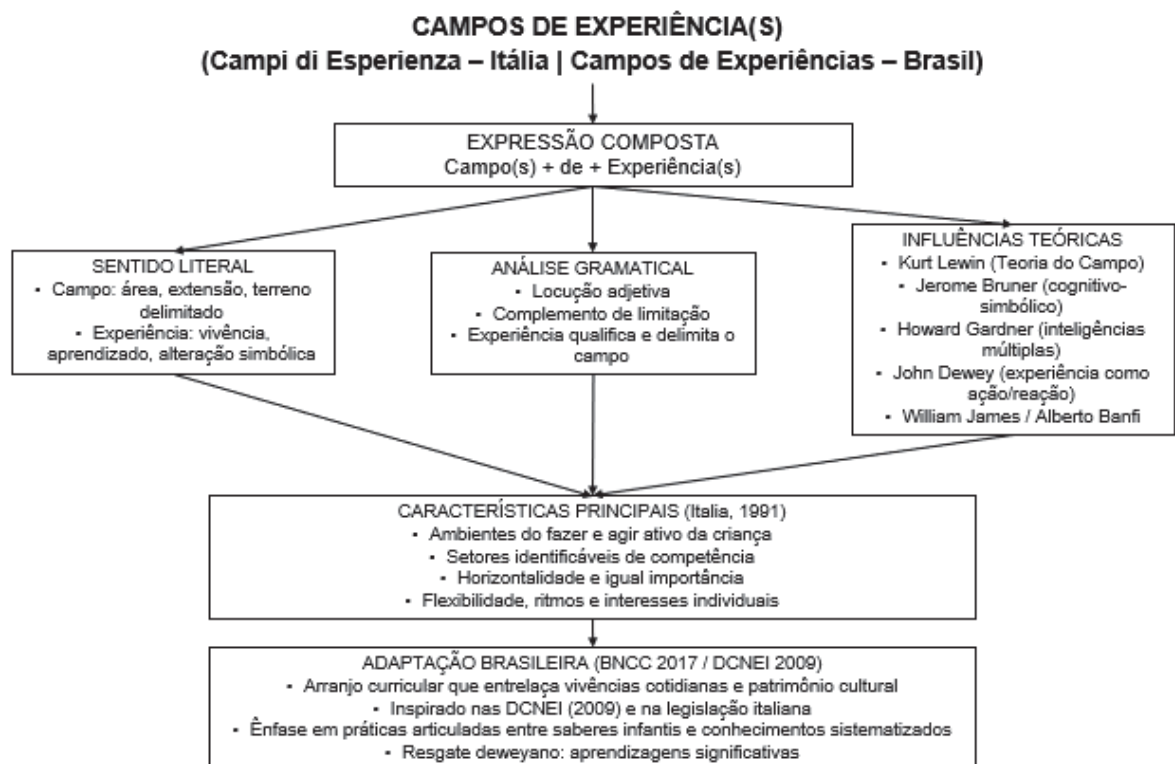 CAMPOS DE EXPERIÊNCIA(S)
(Campi di Esperienza – Itália | Campos de Experiências – Brasil)
EXPRESSÃO COMPOSTA
Campo(s) + de + Experiência(s)
SENTIDO LITERAL
▪ Campo: área, extensão, terreno
delimitado
▪ Experiência: vivência,
aprendizado, alteração simbólica
ANÁLISE GRAMATICAL
▪ Locução adjetiva
▪ Complemento de limitação
▪ Experiência qualifica e delimita o
campo
INFLUÊNCIAS TEÓRICAS
▪ Kurt Lewin (Teoria do Campo)
▪ Jerome Bruner (cognitivo-
simbólico)
▪ Howard Gardner (inteligências
múltiplas)
▪ John Dewey (experiência como
ação/reação)
▪ William James / Alberto Banfi
CARACTERÍSTICAS PRINCIPAIS (Italia, 1991)
▪ Ambientes do fazer e agir ativo da criança
▪ Setores identificáveis de competência
▪ Horizontalidade e igual importância
▪ Flexibilidade, ritmos e interesses individuais
ADAPTAÇÃO BRASILEIRA (BNCC 2017 / DCNEI 2009)
▪ Arranjo curricular que entrelaça vivências cotidianas e patrimônio cultural
▪ Inspirado nas DCNEI (2009) e na legislação italiana
▪ Ênfase em práticas articuladas entre saberes infantis e conhecimentos sistematizados
▪ Resgate deweyano: aprendizagens significativas